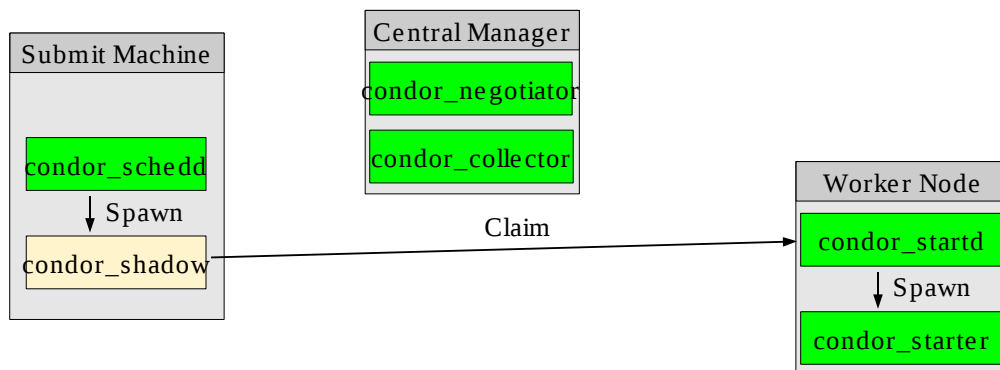 Submit Machine
condor_schedd
Spawn
condor_shadow
Central Manager
condor_negotiator
condor_collector
Claim
Worker Node
condor_startd
Spawn
condor_starter